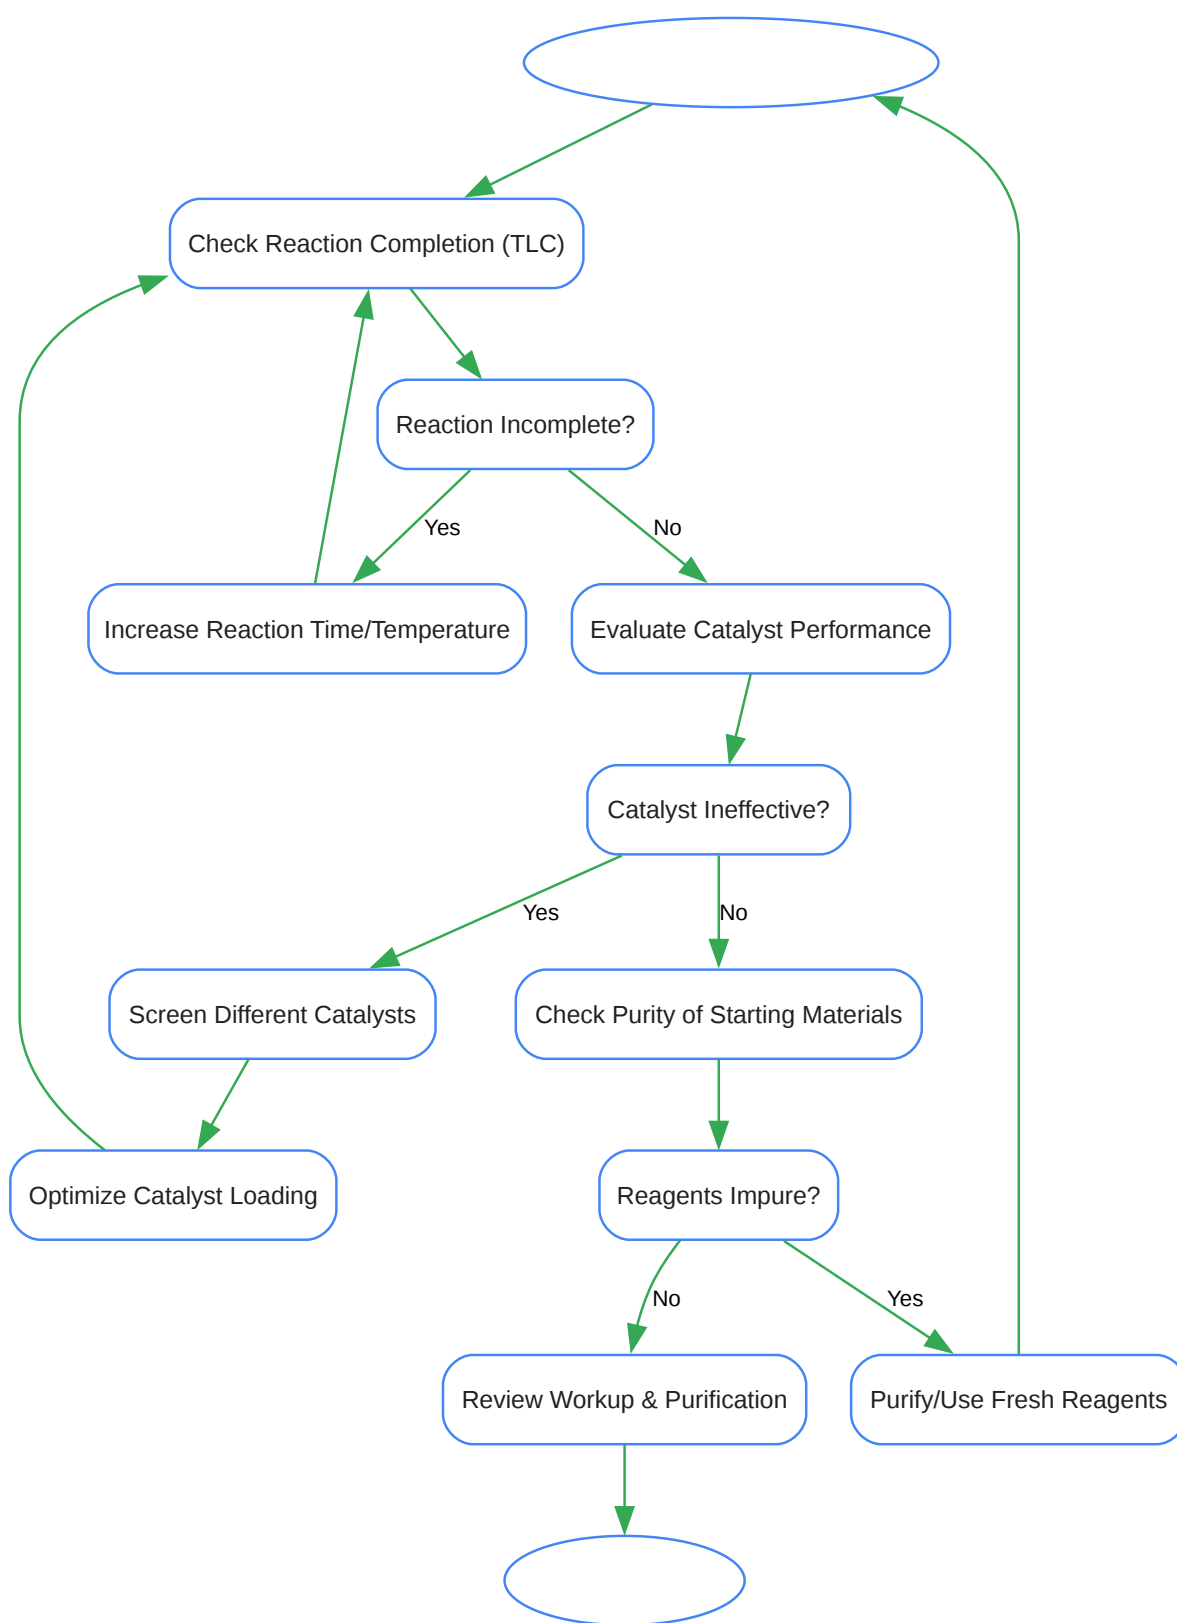 Check Reaction Completion (TLC)
Reaction Incomplete?
Yes
No
Increase Reaction Time/Temperature
Evaluate Catalyst Performance
Catalyst Ineffective?
Yes
No
Screen Different Catalysts
Check Purity of Starting Materials
Optimize Catalyst Loading
Reagents Impure?
No
Yes
Review Workup & Purification
Purify/Use Fresh Reagents